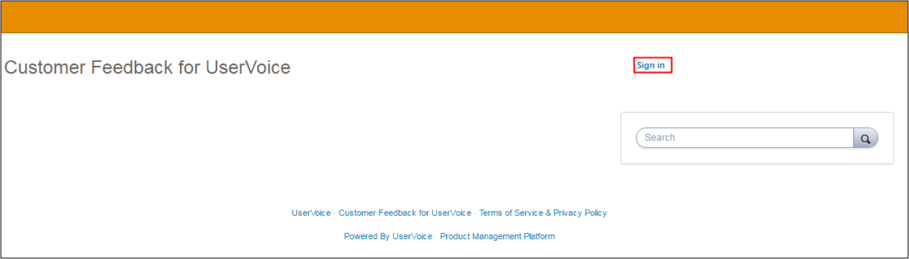 Customer Feedback for UserVoice
Sign in
Search
UserVoice · Customer Feedback for UserVoice · Terms of Service & Privacy Policy
Powered By UserVoice · Product Management Platform